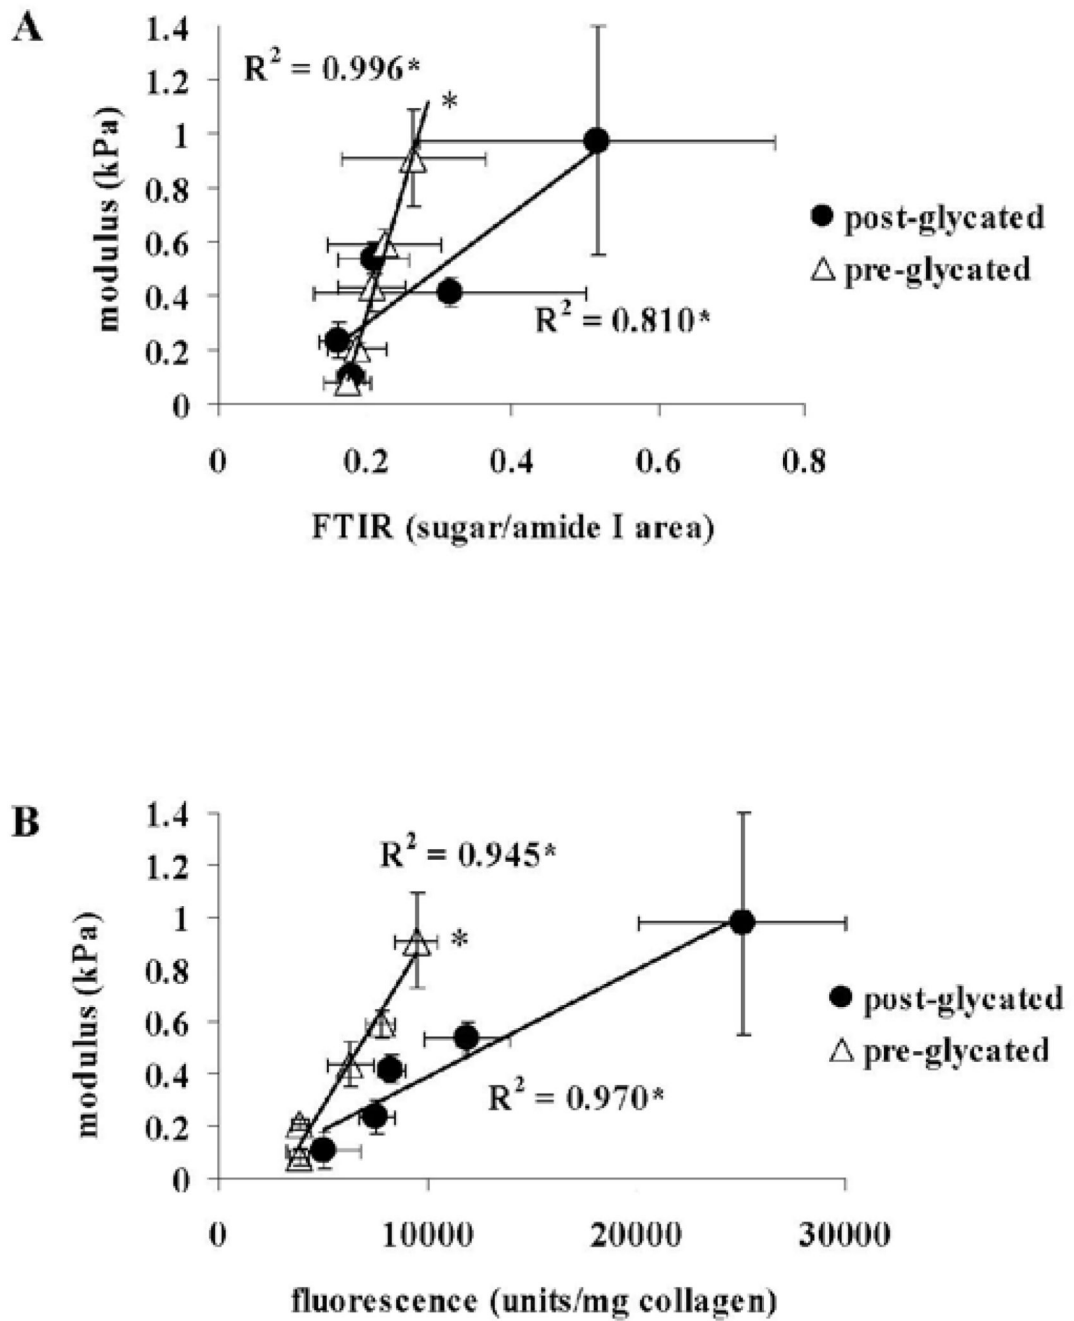 A
1.4
R² = 0.996*
1.2
*
1
0.8
post-glycated
modulus (kPa)
0.6
pre-glycated
0.4
R² = 0.810*
0.2
0
0 0.2 0.4 0.6 0.8
FTIR (sugar/amide I area)
B
1.4
R² = 0.945*
1.2
1
*
0.8
post-glycated
modulus (kPa)
0.6
pre-glycated
0.4
R² = 0.970*
0.2
0
0 10000 20000 30000
fluorescence (units/mg collagen)